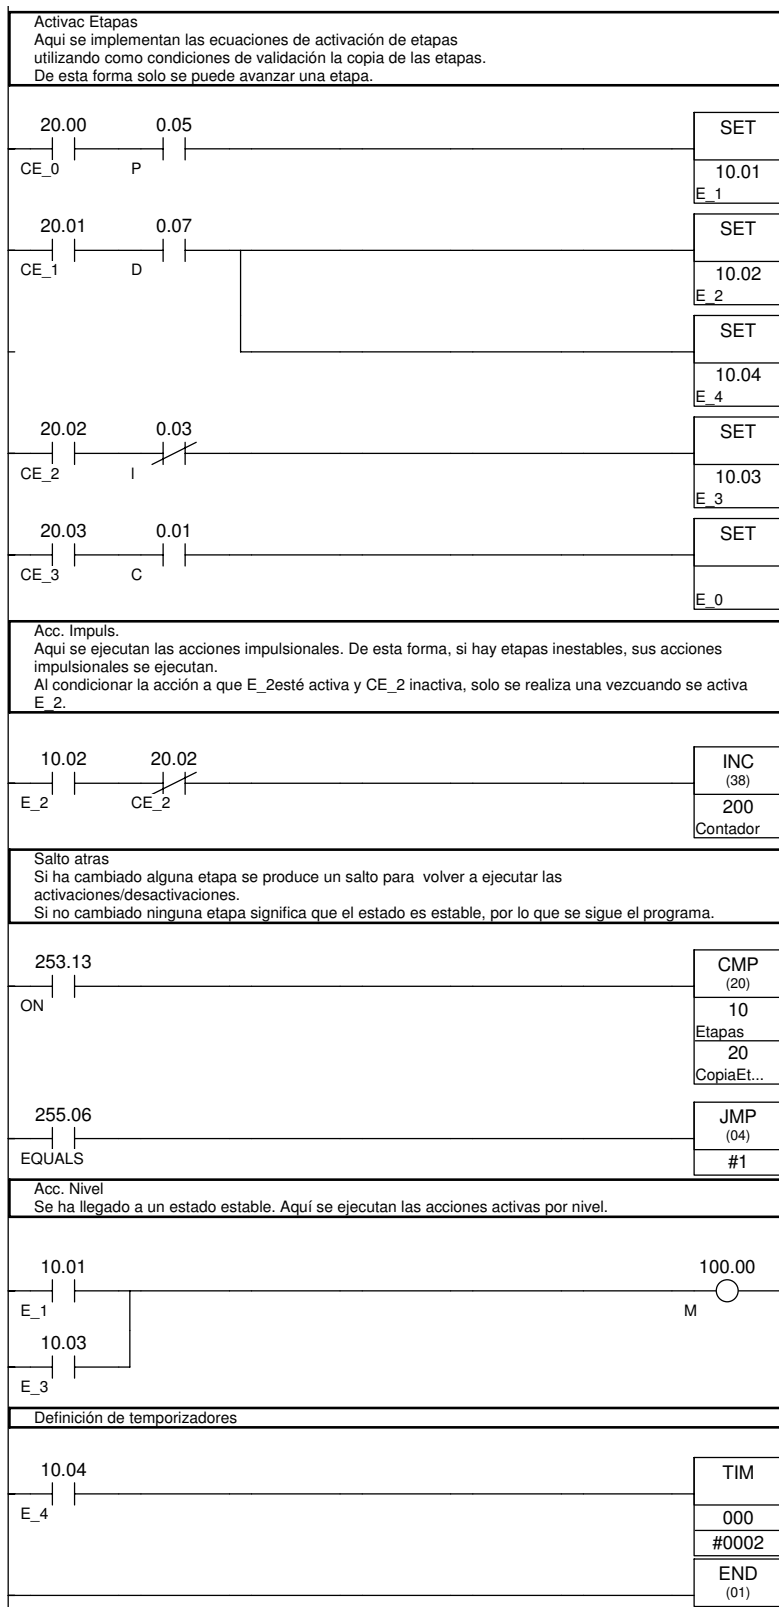 Activac Etapas
Aqui se implementan las ecuaciones de activación de etapas
utilizando como condiciones de validación la copia de las etapas.
De esta forma solo se puede avanzar una etapa.
20.00 0.05 SET
CE_0 P 10.01
E_1
20.01 0.07 SET
CE_1 D 10.02
E_2
SET
10.04
E_4
20.02 0.03 SET
CE_2 I 10.03
E_3
20.03 0.01 SET
CE_3 C
E_0
Acc. Impuls.
Aqui se ejecutan las acciones impulsionales. De esta forma, si hay etapas inestables, sus acciones
impulsionales se ejecutan.
Al condicionar la acción a que E_2esté activa y CE_2 inactiva, solo se realiza una vezcuando se activa
E_2.
10.02 20.02 INC
(38)
E_2 CE_2 200
Contador
Salto atras
Si ha cambiado alguna etapa se produce un salto para volver a ejecutar las
activaciones/desactivaciones.
Si no cambiado ninguna etapa significa que el estado es estable, por lo que se sigue el programa.
253.13 CMP
(20)
ON 10
Etapas
20
CopiaEt...
255.06 JMP
(04)
EQUALS #1
Acc. Nivel
Se ha llegado a un estado estable. Aquí se ejecutan las acciones activas por nivel.
10.01 100.00
E_1 M
10.03
E_3
Definición de temporizadores
10.04 TIM
E_4 000
#0002
END
(01)